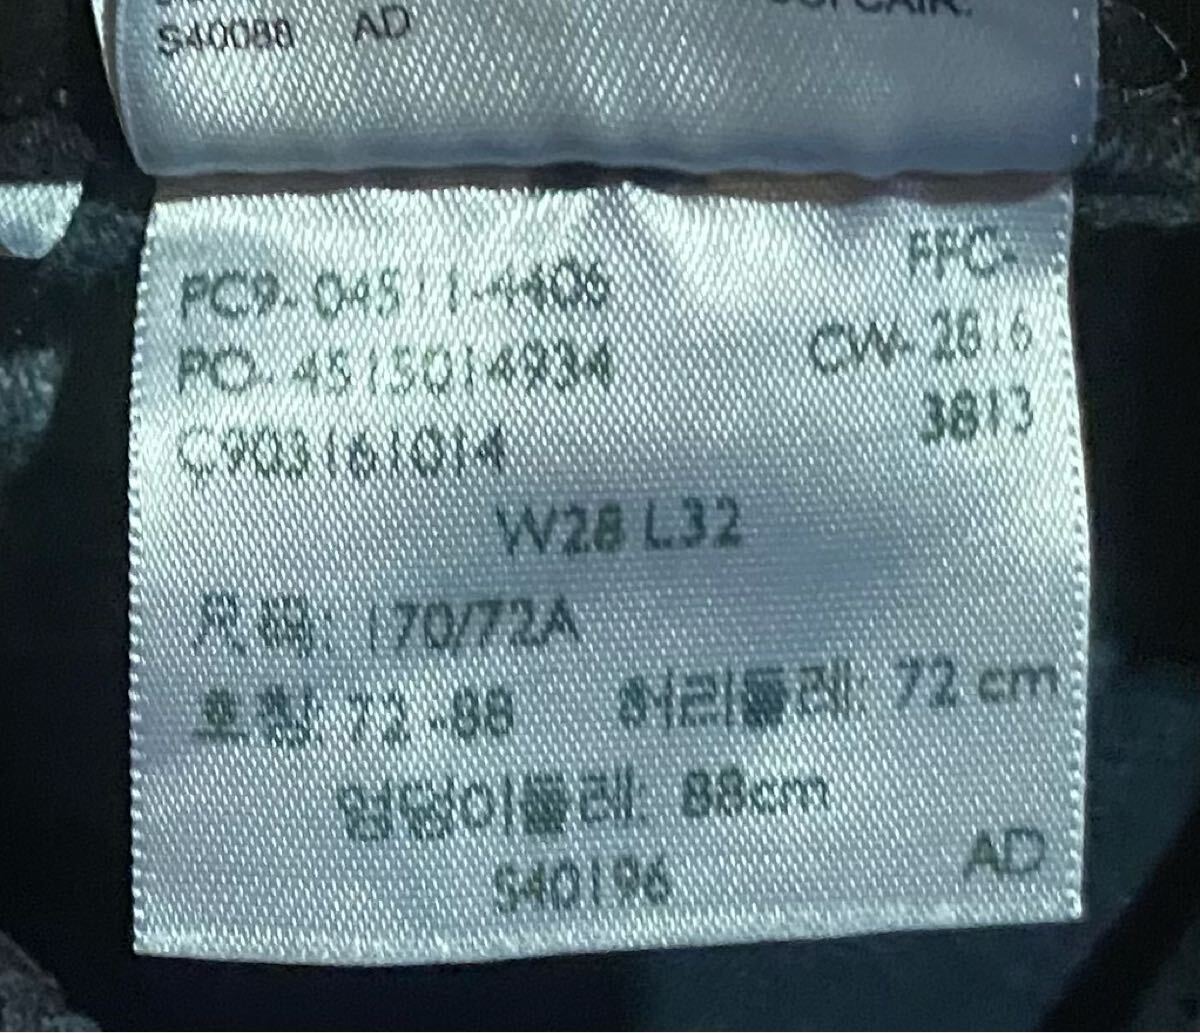 S40088 AD
PC9-04511-4406 FFC-
PO-4515014934 CW-2816
C903161014 3813
W28 L32
尺码: 170/72A
호칭 72-88 허리둘레: 72 cm
엉덩이둘레: 88cm
S40196 AD